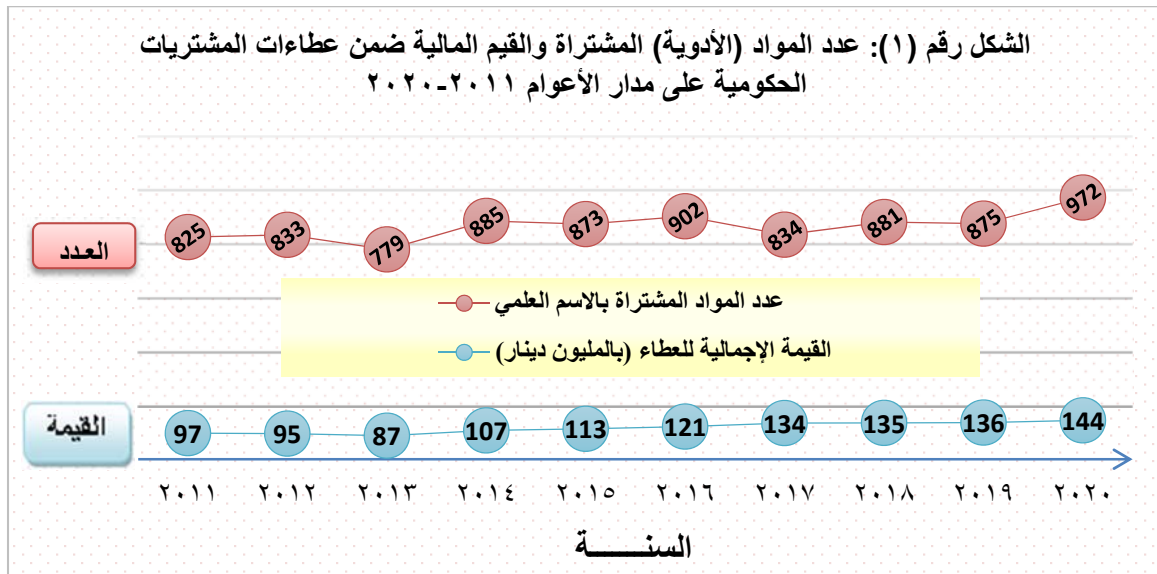 الشكل رقم (١): عدد المواد (الأدوية) المشتراة والقيم المالية ضمن عطاءات المشتريات
الحكومية على مدار الأعوام ٢٠١١-٢٠٢٠
العدد
825 833 779 885 873 902 834 881 875 972
عدد المواد المشتراة بالاسم العلمي
القيمة الإجمالية للعطاء (بالمليون دينار)
القيمة
97 95 87 107 113 121 134 135 136 144
٢٠١١ ٢٠١٢ ٢٠١٣ ٢٠١٤ ٢٠١٥ ٢٠١٦ ٢٠١٧ ٢٠١٨ ٢٠١٩ ٢٠٢٠
السنـــــــة